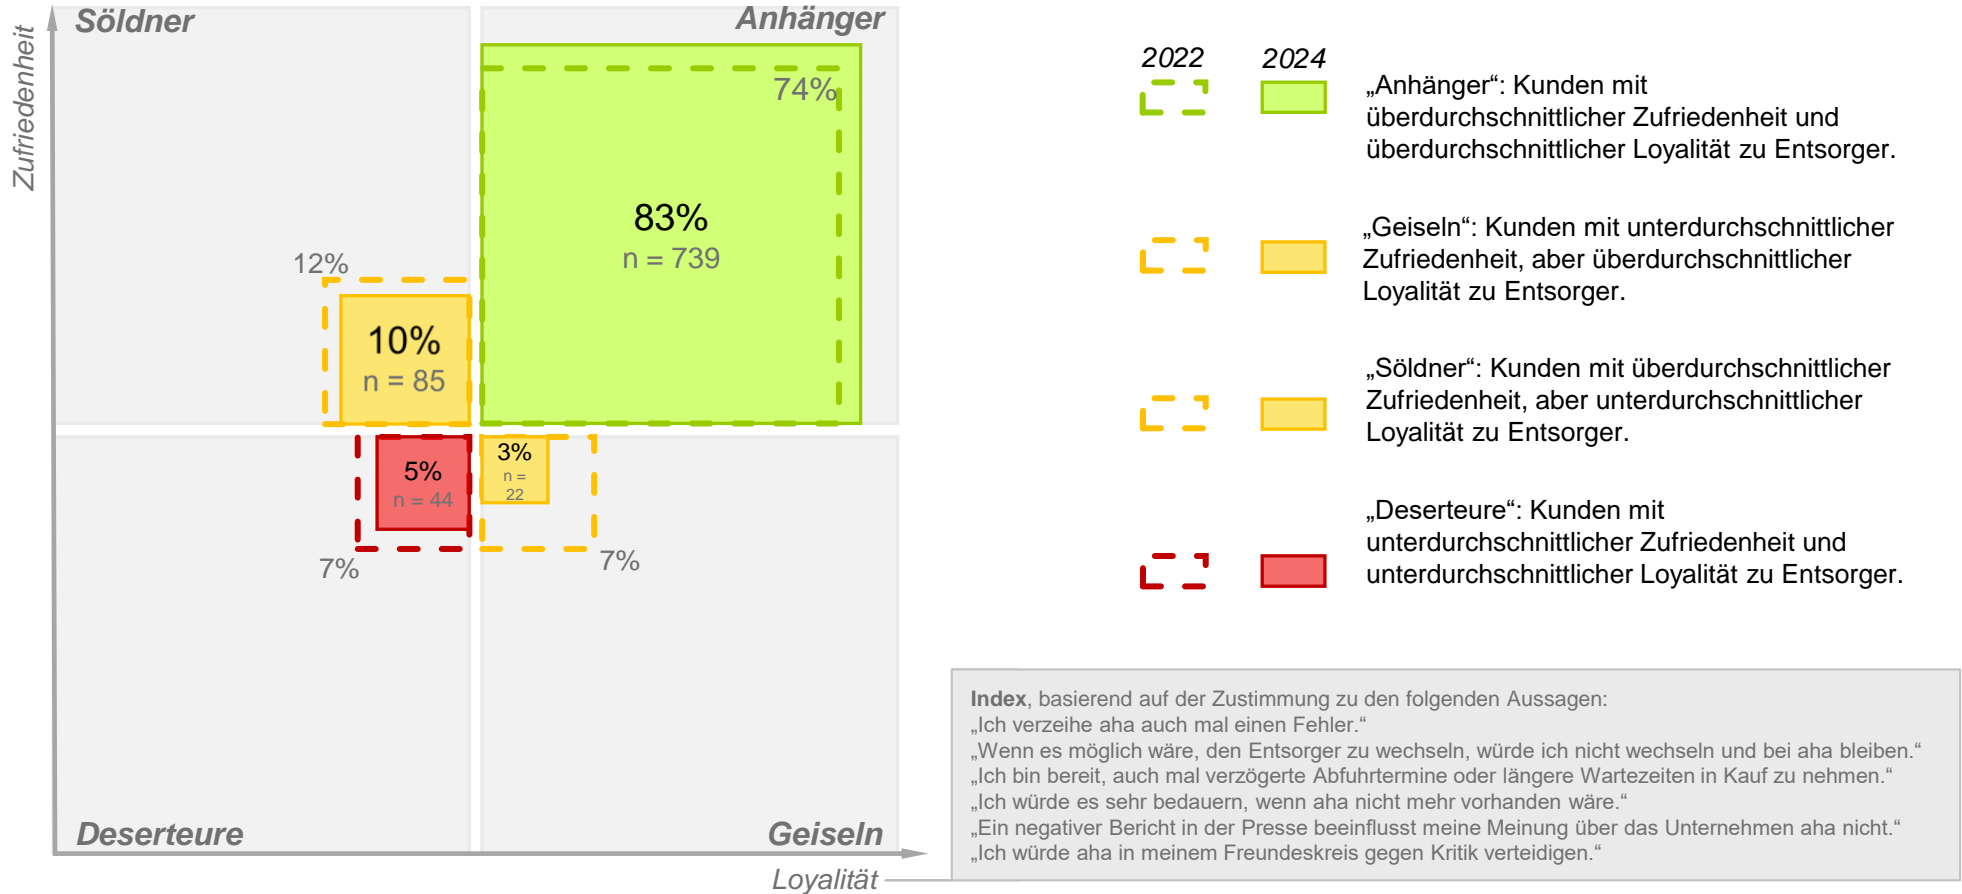 Zufriedenheit
Söldner
Anhänger
74%
83%
n = 739
12%
10%
n = 85
5%
n = 44
7%
3%
n =
22
7%
Deserteure
Geiseln
Loyalität
2022
2024
„Anhänger“: Kunden mit
überdurchschnittlicher Zufriedenheit und
überdurchschnittlicher Loyalität zu Entsorger.
„Geiseln“: Kunden mit unterdurchschnittlicher
Zufriedenheit, aber überdurchschnittlicher
Loyalität zu Entsorger.
„Söldner“: Kunden mit überdurchschnittlicher
Zufriedenheit, aber unterdurchschnittlicher
Loyalität zu Entsorger.
„Deserteure“: Kunden mit
unterdurchschnittlicher Zufriedenheit und
unterdurchschnittlicher Loyalität zu Entsorger.
Index, basierend auf der Zustimmung zu den folgenden Aussagen:
„Ich verzeihe aha auch mal einen Fehler.“
„Wenn es möglich wäre, den Entsorger zu wechseln, würde ich nicht wechseln und bei aha bleiben.“
„Ich bin bereit, auch mal verzögerte Abfuhrtermine oder längere Wartezeiten in Kauf zu nehmen.“
„Ich würde es sehr bedauern, wenn aha nicht mehr vorhanden wäre.“
„Ein negativer Bericht in der Presse beeinflusst meine Meinung über das Unternehmen aha nicht.“
„Ich würde aha in meinem Freundeskreis gegen Kritik verteidigen.“